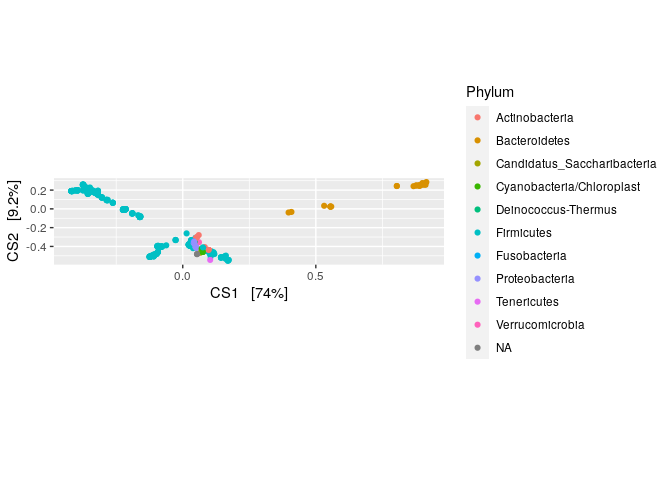 Phylum
Actinobacteria
Bacteroidetes
Candidatus_Saccharibacteria
Cyanobacteria/Chloroplast
Deinococcus-Thermus
Firmicutes
Fusobacteria
Proteobacteria
Tenericutes
Verrucomicrobia
NA
CS2 [9.2%]
0.2
0.0
-0.2
-0.4
0.0
0.5
CS1 [74%]